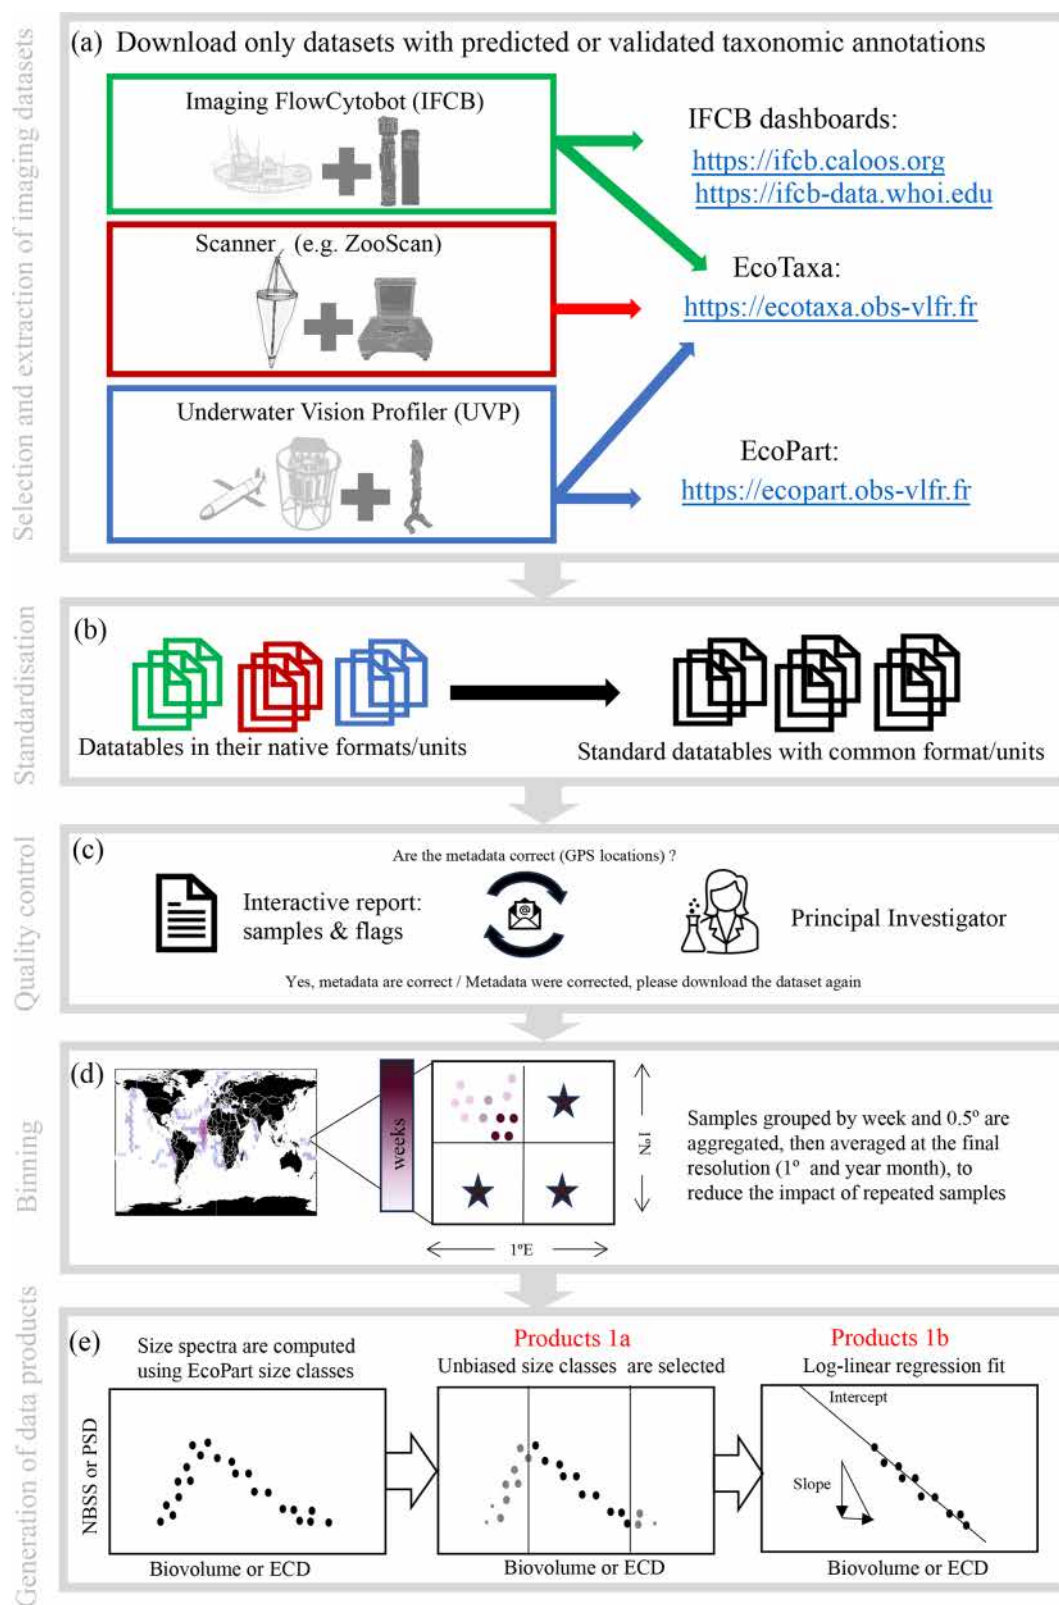 Selection and extraction of imaging datasets
(a) Download only datasets with predicted or validated taxonomic annotations
Imaging FlowCytobot (IFCB)
Scanner (e.g. ZooScan)
Underwater Vision Profiler (UVP)
IFCB dashboards:
https://ifcb.caloos.org
https://ifcb-data.whoi.edu
EcoTaxa:
https://ecotaxa.obs-vlfr.fr
EcoPart:
https://ecopart.obs-vlfr.fr
Standardisation
(b)
Datatables in their native formats/units
Standard datatables with common format/units
Quality control
(c)
Are the metadata correct (GPS locations) ?
Interactive report:
samples & flags
@
Principal Investigator
Yes, metadata are correct / Metadata were corrected, please download the dataset again
Binning
(d)
weeks
1ºN
1ºE
Samples grouped by week and 0.5º are
aggregated, then averaged at the final
resolution (1º and year month), to
reduce the impact of repeated samples
Generation of data products
(e)
Size spectra are computed
using EcoPart size classes
NBSS or PSD
Biovolume or ECD
Products 1a
Unbiased size classes are selected
Biovolume or ECD
Products 1b
Log-linear regression fit
Intercept
Slope
Biovolume or ECD